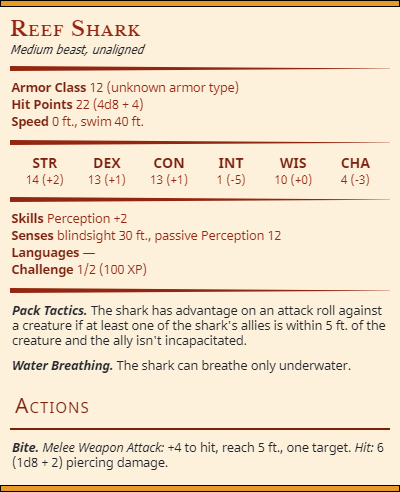 Reef Shark
Medium beast, unaligned
Armor Class 12 (unknown armor type)
Hit Points 22 (4d8 + 4)
Speed 0 ft., swim 40 ft.
STR DEX CON INT WIS CHA
14 (+2) 13 (+1) 13 (+1) 1 (-5) 10 (+0) 4 (-3)
Skills Perception +2
Senses blindsight 30 ft., passive Perception 12
Languages —
Challenge 1/2 (100 XP)
Pack Tactics. The shark has advantage on an attack roll against
a creature if at least one of the shark's allies is within 5 ft. of the
creature and the ally isn't incapacitated.
Water Breathing. The shark can breathe only underwater.
Actions
Bite. Melee Weapon Attack: +4 to hit, reach 5 ft., one target. Hit: 6
(1d8 + 2) piercing damage.